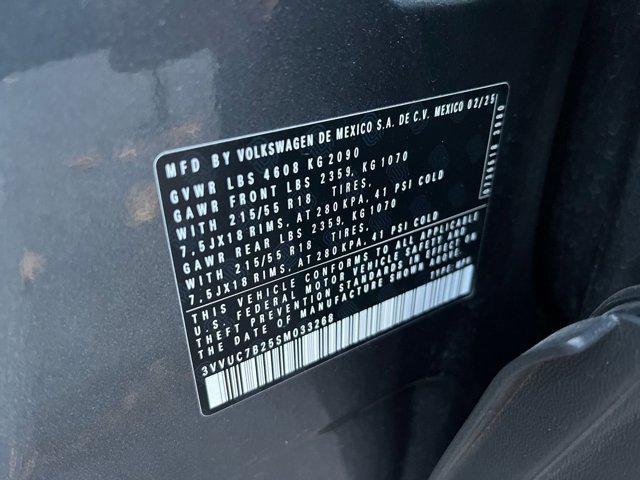 MFD BY VOLKSWAGEN DE MEXICO S.A. DE C.V. MEXICO 02/25
GVWR LBS 4608 KG2090
GAWR FRONT LBS 2359, KG1070
WITH 215/55 R18 TIRES,
7.5JX18 RIMS, AT 280KPA, 41 PSI COLD
GAWR REAR LBS 2359, KG1070
WITH 215/55 R18 TIRES,
7.5JX18 RIMS, AT 280KPA, 41 PSI COLD
THIS VEHICLE CONFORMS TO ALL APPLICABLE
U.S. FEDERAL MOTOR VEHICLE SAFETY AND
THEFT PREVENTION STANDARDS IN EFFECT ON
THE DATE OF MANUFACTURE SHOWN ABOVE.
TYPE:
3VVUC7B25SM033268